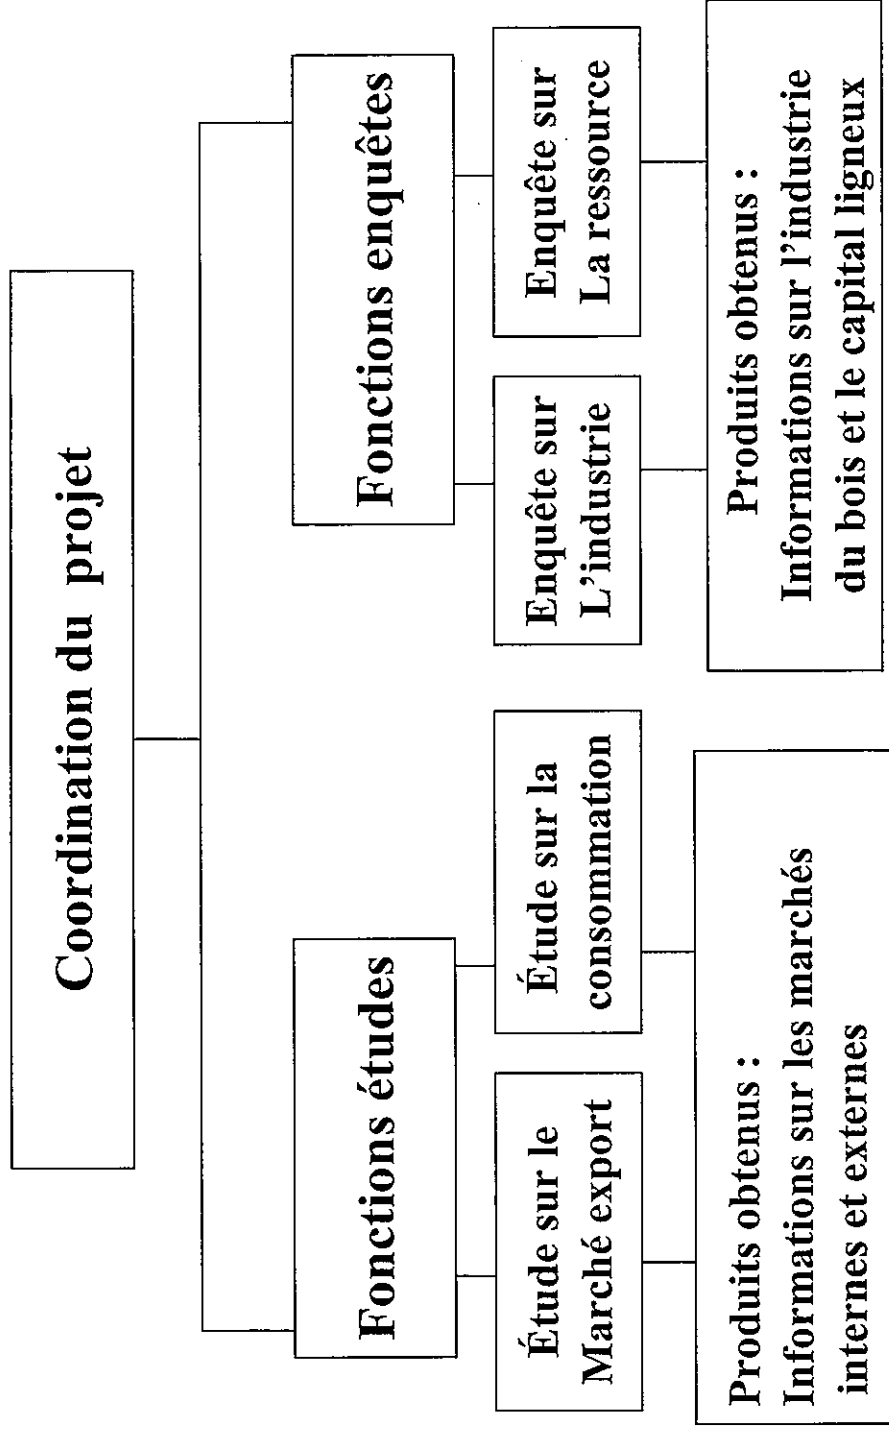 Coordination du projet
Fonctions études
Fonctions enquêtes
Étude sur le
Marché export
Étude sur la
consommation
Enquête sur
L'industrie
Enquête sur
La ressource
Produits obtenus :
Informations sur les marchés
internes et externes
Produits obtenus :
Informations sur l'industrie
du bois et le capital ligneux